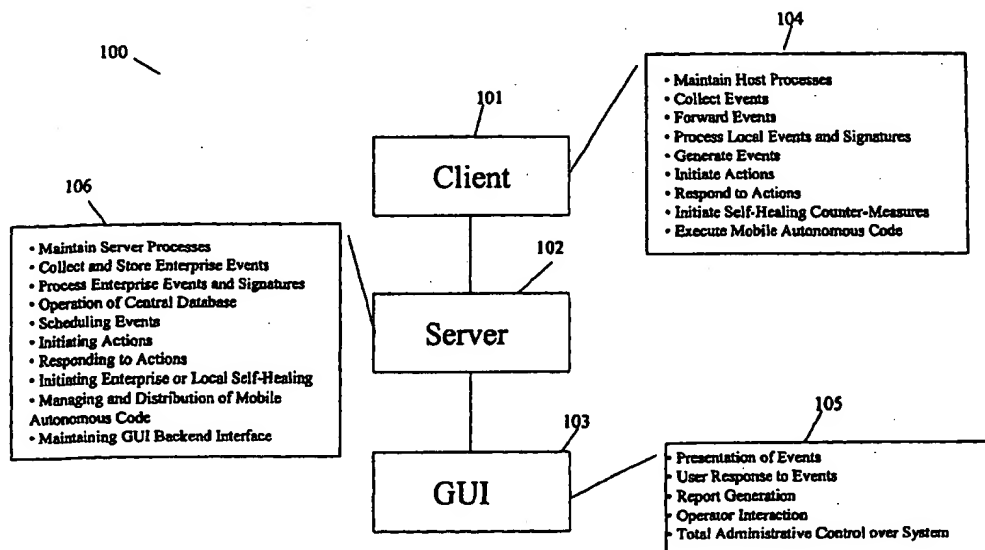 100
104
• Maintain Host Processes
• Collect Events
• Forward Events
• Process Local Events and Signatures
• Generate Events
• Initiate Actions
• Respond to Actions
• Initiate Self-Healing Counter-Measures
• Execute Mobile Autonomous Code
101
Client
106
• Maintain Server Processes
• Collect and Store Enterprise Events
• Process Enterprise Events and Signatures
• Operation of Central Database
• Scheduling Events
• Initiating Actions
• Responding to Actions
• Initiating Enterprise or Local Self-Healing
• Managing and Distribution of Mobile
Autonomous Code
• Maintaining GUI Backend Interface
102
Server
103
GUI
105
• Presentation of Events
• User Response to Events
• Report Generation
• Operator Interaction
• Total Administrative Control over System